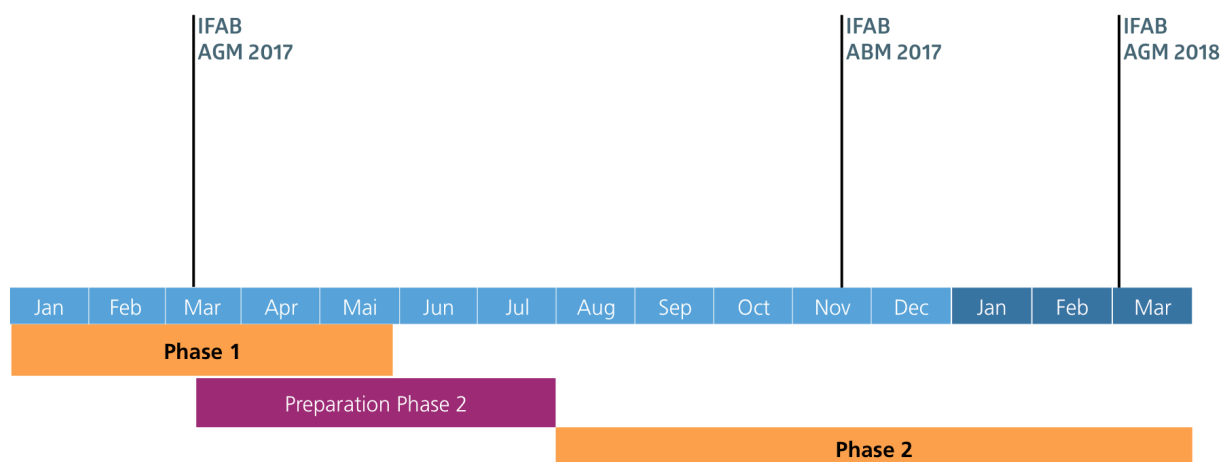 IFAB
AGM 2017
IFAB
ABM 2017
IFAB
AGM 2018
Jan Feb Mar Apr Mai Jun Jul Aug Sep Oct Nov Dec Jan Feb Mar
Phase 1
Preparation Phase 2
Phase 2